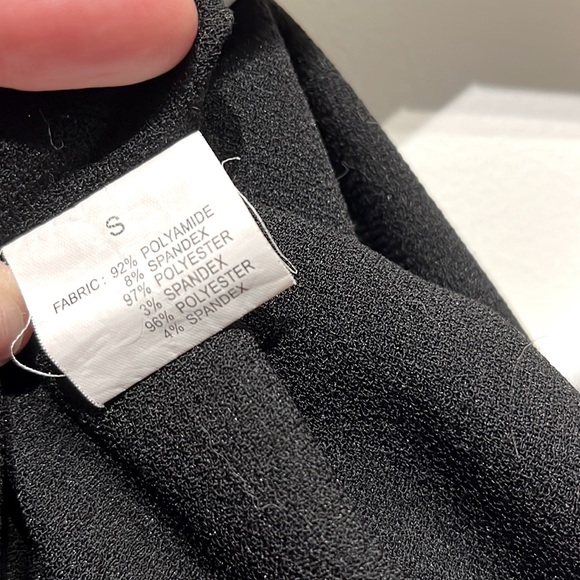 S
FABRIC: 92% POLYAMIDE
8% SPANDEX
97% POLYESTER
3% SPANDEX
96% POLYESTER
4% SPANDEX